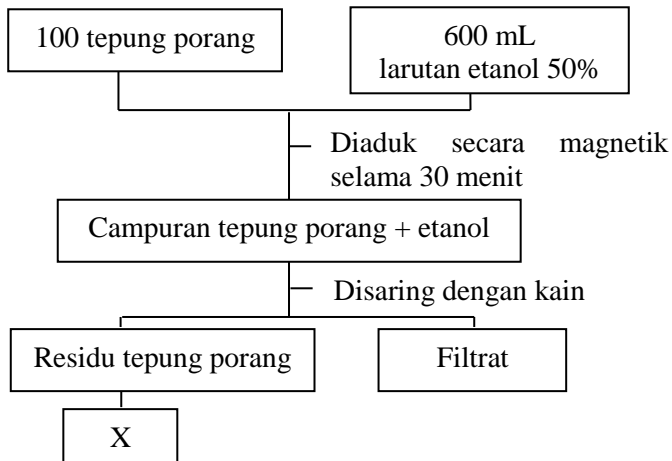 100 tepung porang
600 mL
larutan etanol 50%
Diaduk secara magnetik
selama 30 menit
Campuran tepung porang + etanol
Disaring dengan kain
Residu tepung porang
Filtrat
X